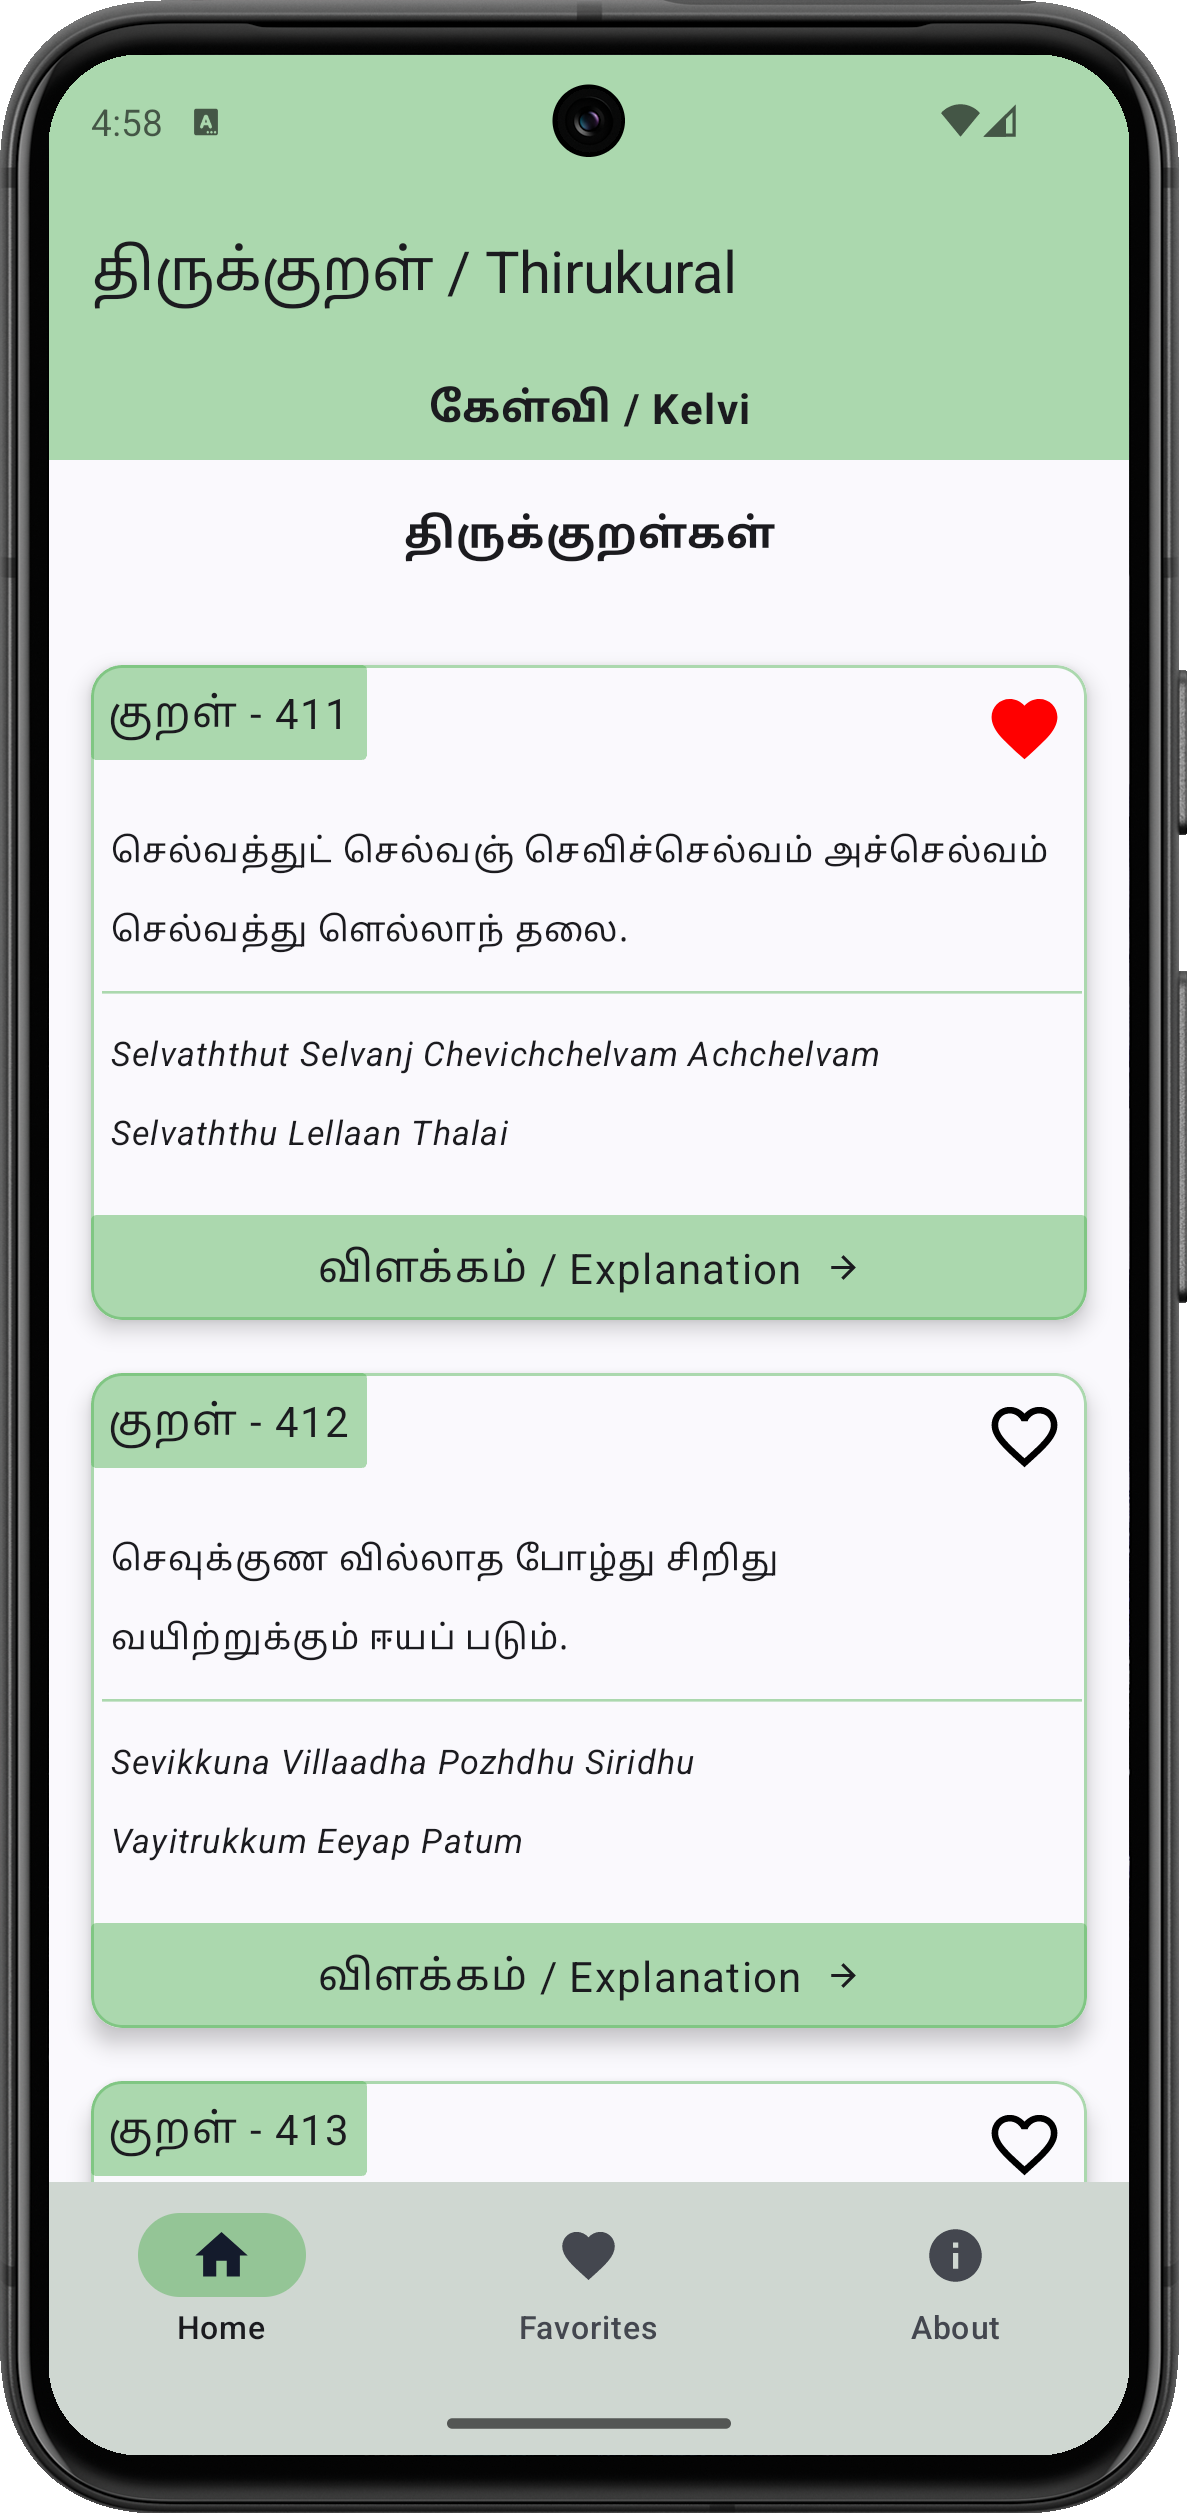 4:58
திருக்குறள் / Thirukural
கேள்வி / Kelvi
திருக்குறள்கள்
குறள் - 411
செல்வத்துட் செல்வஞ் செவிச்செல்வம் அச்செல்வம்
செல்வத்து ளெல்லாந் தலை.
Selvaththut Selvanj Chevichchelvam Achchelvam
Selvaththu Lellaan Thalai
விளக்கம் / Explanation →
குறள் - 412
செவுக்குண வில்லாத போழ்து சிறிது
வயிற்றுக்கும் ஈயப் படும்.
Sevikkuna Villaadha Pozhdhu Siridhu
Vayitrukkum Eeyap Patum
விளக்கம் / Explanation →
குறள் - 413
Home Favorites About